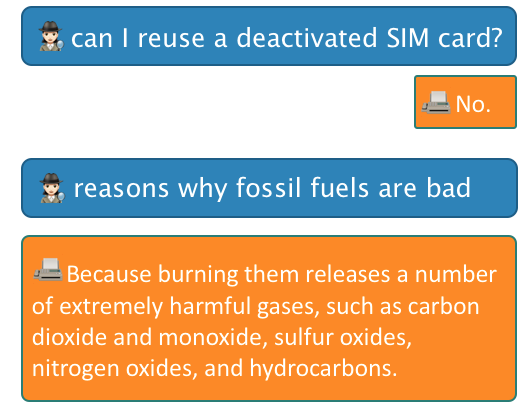 can I reuse a deactivated SIM card?
No.
reasons why fossil fuels are bad
Because burning them releases a number
of extremely harmful gases, such as carbon
dioxide and monoxide, sulfur oxides,
nitrogen oxides, and hydrocarbons.